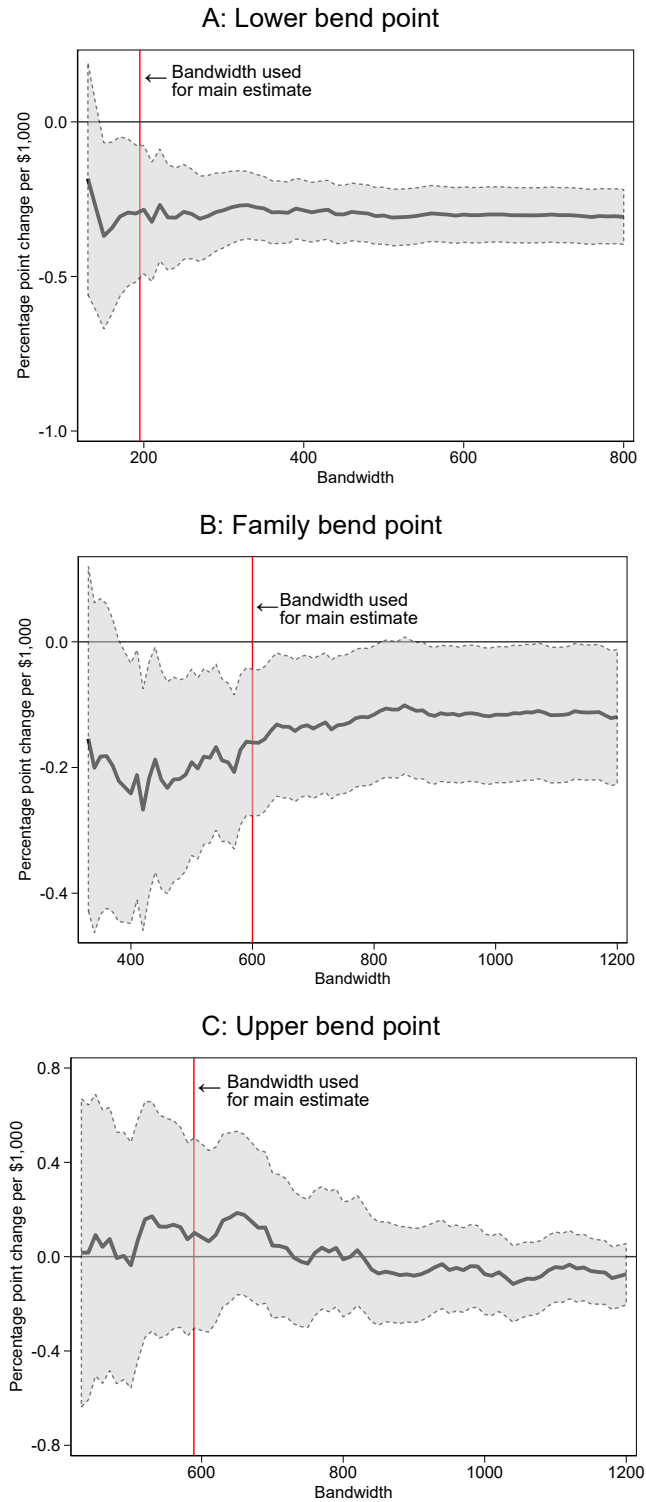 A: Lower bend point
Percentage point change per $1,000
0.0
-0.5
-1.0
← Bandwidth used
for main estimate
200
400
600
800
Bandwidth
B: Family bend point
Percentage point change per $1,000
0.0
-0.2
-0.4
← Bandwidth used
for main estimate
400
600
800
1000
1200
Bandwidth
C: Upper bend point
Percentage point change per $1,000
0.8
0.4
0.0
-0.4
-0.8
← Bandwidth used
for main estimate
600
800
1000
1200
Bandwidth